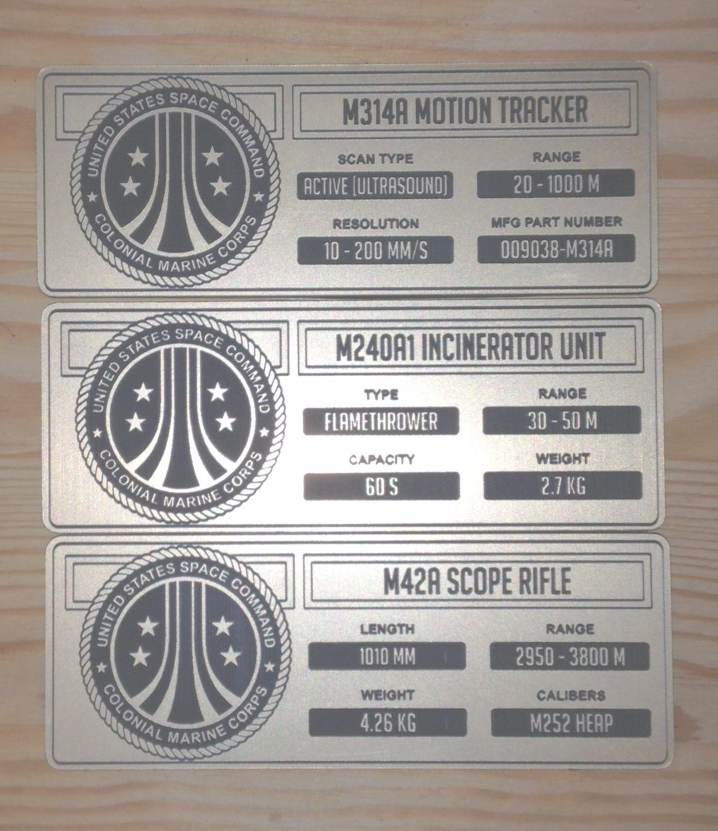 UNITED STATES SPACE COMMAND
COLONIAL MARINE CORPS
M314A MOTION TRACKER
SCAN TYPE
ACTIVE (ULTRASOUND)
RANGE
20 - 1000 M
RESOLUTION
10 - 200 MM/S
MFG PART NUMBER
009038-M314A
UNITED STATES SPACE COMMAND
COLONIAL MARINE CORPS
M240A1 INCINERATOR UNIT
TYPE
FLAMETHROWER
RANGE
30 - 50 M
CAPACITY
60 S
WEIGHT
2.7 KG
UNITED STATES SPACE COMMAND
COLONIAL MARINE CORPS
M42A SCOPE RIFLE
LENGTH
1010 MM
RANGE
2950 - 3800 M
WEIGHT
4.26 KG
CALIBERS
M252 HEAP